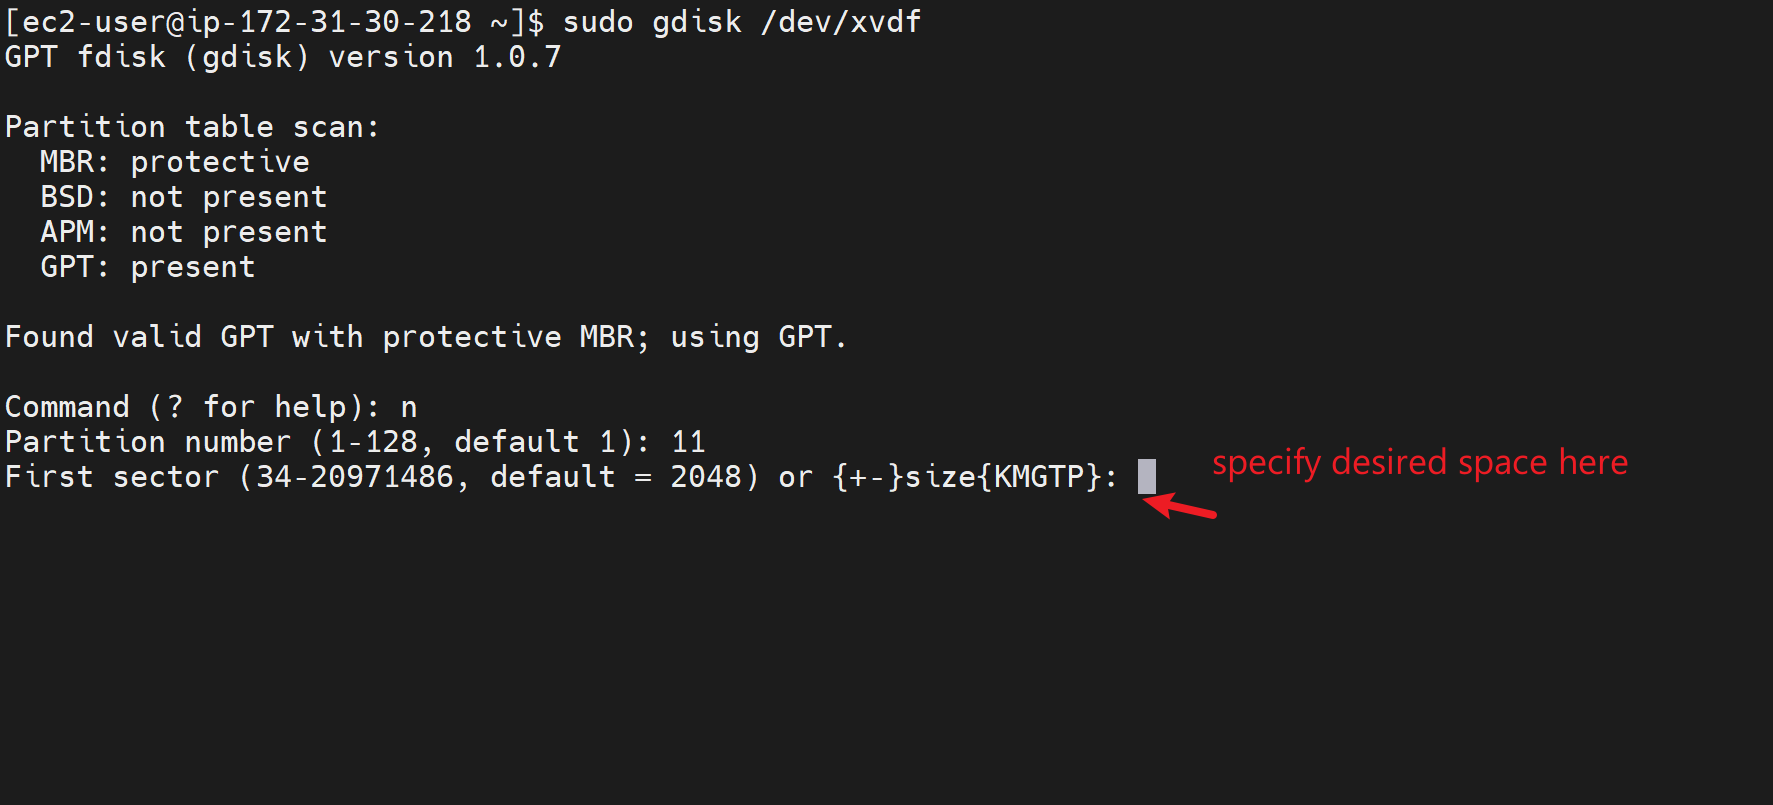 [ec2-user@ip-172-31-30-218 ~]$ sudo gdisk /dev/xvdf
GPT fdisk (gdisk) version 1.0.7
Partition table scan:
  MBR: protective
  BSD: not present
  APM: not present
  GPT: present
Found valid GPT with protective MBR; using GPT.
Command (? for help): n
Partition number (1-128, default 1): 11
First sector (34-20971486, default = 2048) or {+-}size{KMGTP}:
specify desired space here